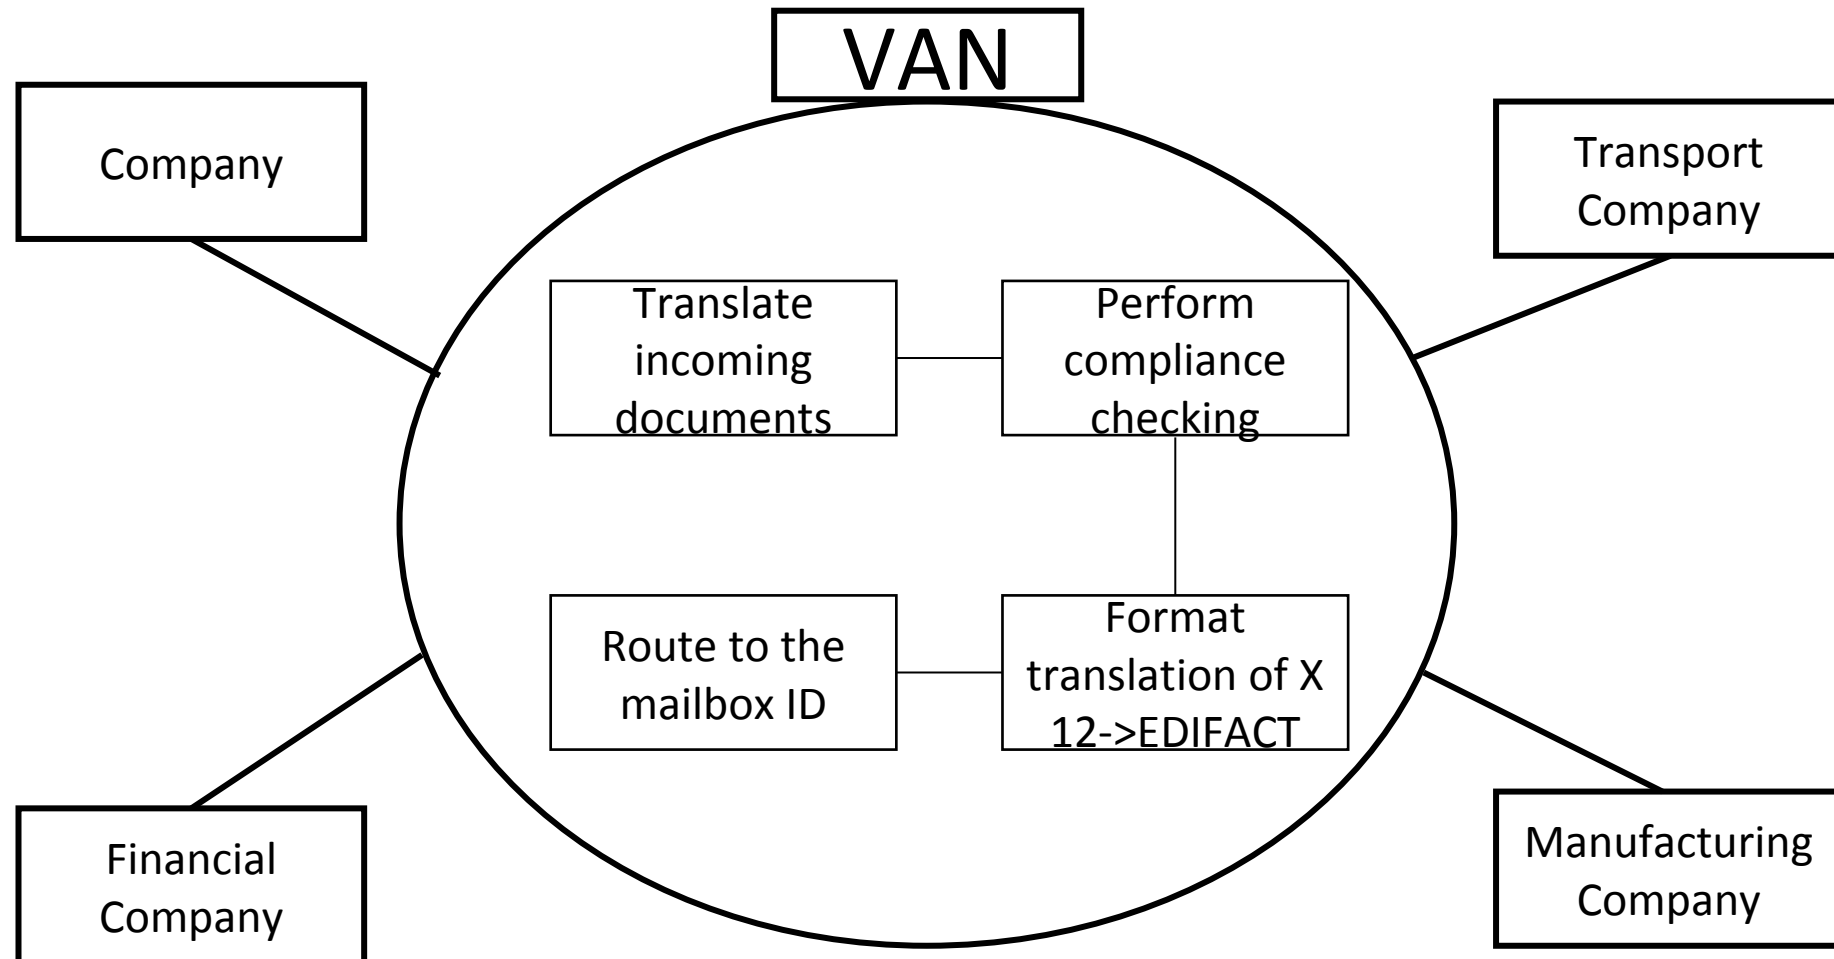 VAN
Company
Transport
Company
Translate
incoming
documents
Perform
compliance
checking
Route to the
mailbox ID
Format
translation of X
12->EDIFACT
Financial
Company
Manufacturing
Company